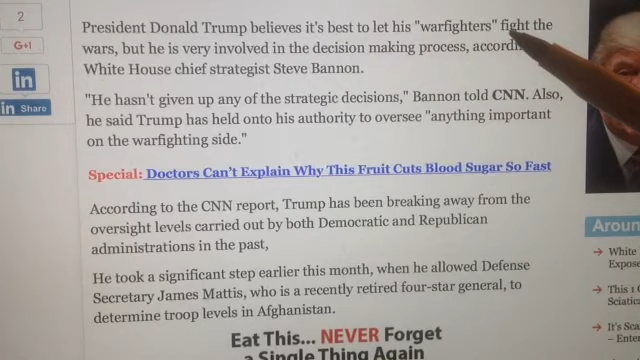 2
G+1
in
in Share
President Donald Trump believes it's best to let his "warfighters" fight the
wars, but he is very involved in the decision making process,
White House chief strategist Steve Bannon.
"He hasn't given up any of the strategic decisions," Bannon told CNN. Also,
he said Trump has held onto his authority to oversee "anything important
on the warfighting side."
Special: Doctors Can't Explain Why This Fruit Cuts Blood Sugar So Fast
According to the CNN report, Trump has been breaking away from the
oversight levels carried out by both Democratic and Republican
administrations in the past,
He took a significant step earlier this month, when he allowed Defense
Secretary James Mattis, who is a recently retired four-star general, to
determine troop levels in Afghanistan.
Eat This... NEVER Forget
a Single Thing Again
Aroun
→ White
Expose
→ This 1
Sciatic
→ It's Sca
– Enter